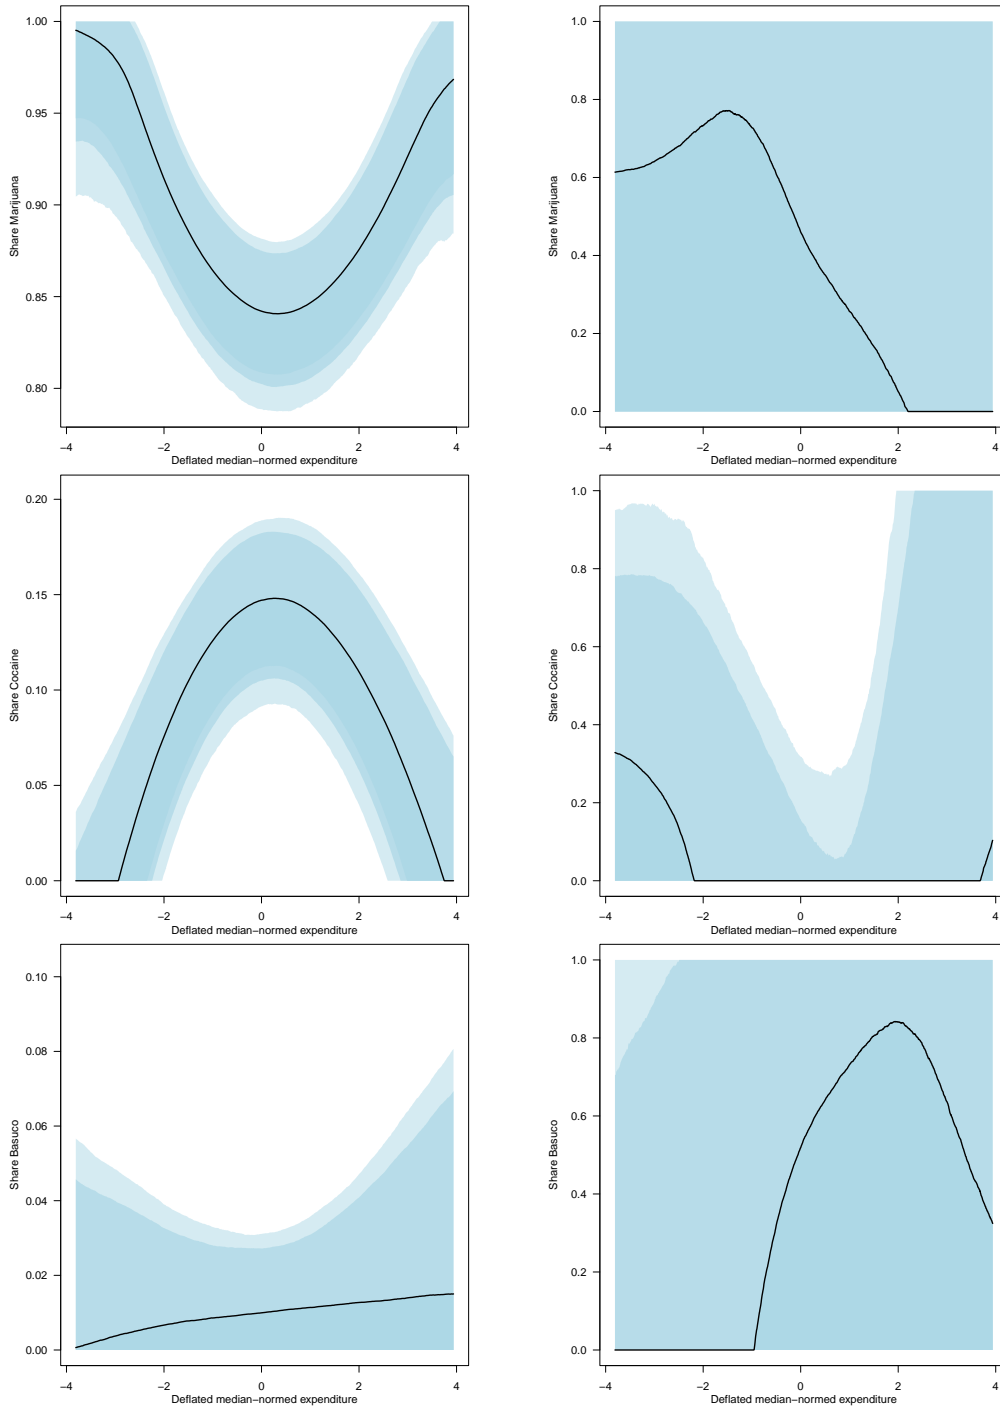 1.00
0.95
0.90
0.85
0.80
Share Marijuana
−4 −2 0 2 4
Deflated median−normed expenditure
1.0
0.8
0.6
0.4
0.2
0.0
Share Marijuana
−4 −2 0 2 4
Deflated median−normed expenditure
0.20
0.15
0.10
0.05
0.00
Share Cocaine
−4 −2 0 2 4
Deflated median−normed expenditure
1.0
0.8
0.6
0.4
0.2
0.0
Share Cocaine
−4 −2 0 2 4
Deflated median−normed expenditure
0.10
0.08
0.06
0.04
0.02
0.00
Share Basuco
−4 −2 0 2 4
Deflated median−normed expenditure
1.0
0.8
0.6
0.4
0.2
0.0
Share Basuco
−4 −2 0 2 4
Deflated median−normed expenditure